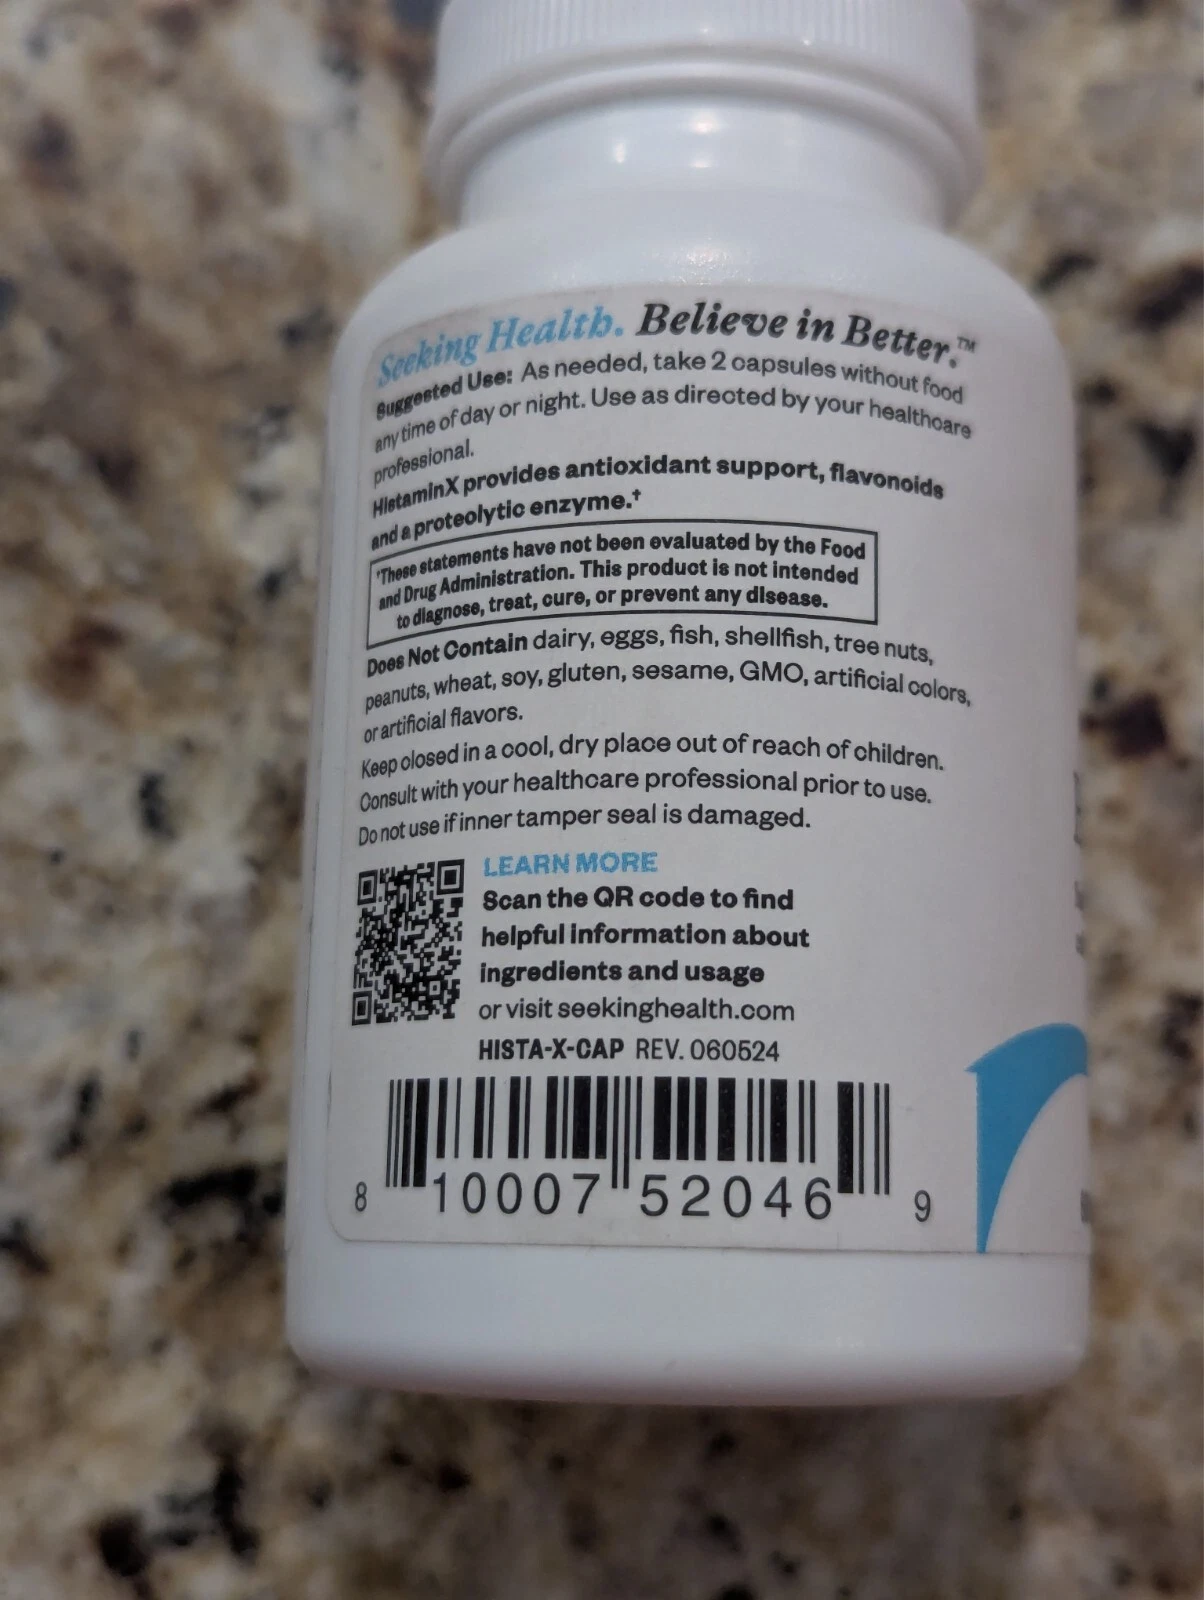 Seeking Health. Believe in Better.™
Suggested Use: As needed, take 2 capsules without food
any time of day or night. Use as directed by your healthcare
professional.
HistaminX provides antioxidant support, flavonoids
and a proteolytic enzyme.†
†These statements have not been evaluated by the Food
and Drug Administration. This product is not intended
to diagnose, treat, cure, or prevent any disease.
Does Not Contain dairy, eggs, fish, shellfish, tree nuts,
peanuts, wheat, soy, gluten, sesame, GMO, artificial colors,
or artificial flavors.
Keep closed in a cool, dry place out of reach of children.
Consult with your healthcare professional prior to use.
Do not use if inner tamper seal is damaged.
LEARN MORE
Scan the QR code to find
helpful information about
ingredients and usage
or visit seekinghealth.com
HISTA-X-CAP REV. 060524
8 10007 52046 9